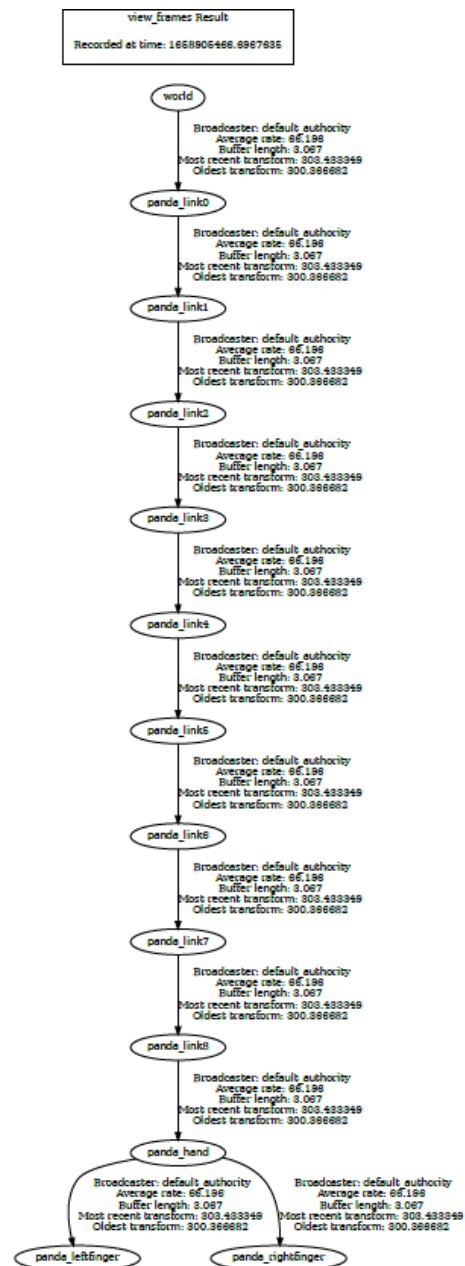 view_frames Result
Recorded at time: 1658905466.6967635
world
Broadcaster: default_authority
Average rate: 66.196
Buffer length: 3.067
Most recent transform: 303.433349
Oldest transform: 300.366682
panda_link0
Broadcaster: default_authority
Average rate: 66.196
Buffer length: 3.067
Most recent transform: 303.433349
Oldest transform: 300.366682
panda_link1
Broadcaster: default_authority
Average rate: 66.196
Buffer length: 3.067
Most recent transform: 303.433349
Oldest transform: 300.366682
panda_link2
Broadcaster: default_authority
Average rate: 66.196
Buffer length: 3.067
Most recent transform: 303.433349
Oldest transform: 300.366682
panda_link3
Broadcaster: default_authority
Average rate: 66.196
Buffer length: 3.067
Most recent transform: 303.433349
Oldest transform: 300.366682
panda_link4
Broadcaster: default_authority
Average rate: 66.196
Buffer length: 3.067
Most recent transform: 303.433349
Oldest transform: 300.366682
panda_link5
Broadcaster: default_authority
Average rate: 66.196
Buffer length: 3.067
Most recent transform: 303.433349
Oldest transform: 300.366682
panda_link6
Broadcaster: default_authority
Average rate: 66.196
Buffer length: 3.067
Most recent transform: 303.433349
Oldest transform: 300.366682
panda_link7
Broadcaster: default_authority
Average rate: 66.196
Buffer length: 3.067
Most recent transform: 303.433349
Oldest transform: 300.366682
panda_link8
Broadcaster: default_authority
Average rate: 66.196
Buffer length: 3.067
Most recent transform: 303.433349
Oldest transform: 300.366682
panda_hand
Broadcaster: default_authority
Average rate: 66.196
Buffer length: 3.067
Most recent transform: 303.433349
Oldest transform: 300.366682
Broadcaster: default_authority
Average rate: 66.196
Buffer length: 3.067
Most recent transform: 303.433349
Oldest transform: 300.366682
panda_leftfinger
panda_rightfinger